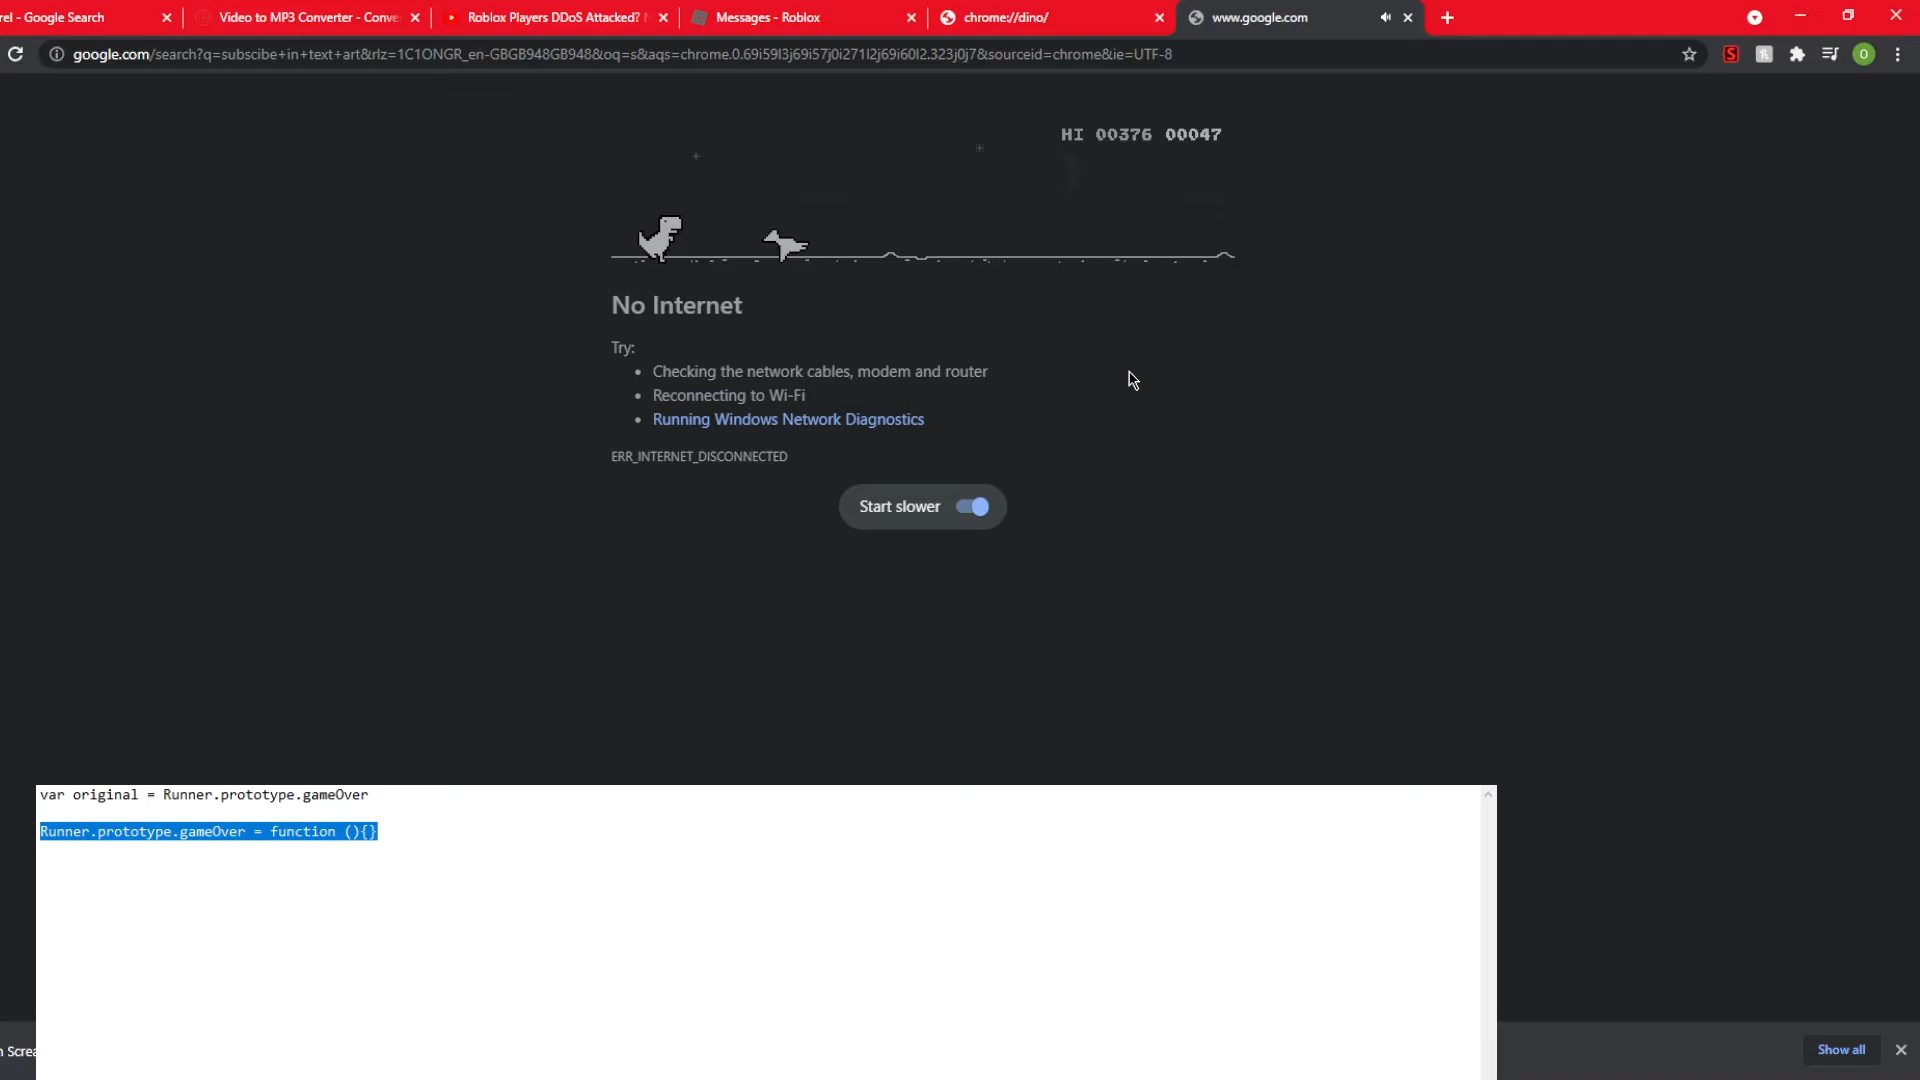 rel - Google Search
Video to MP3 Converter - Conve
Roblox Players DDoS Attacked?
Messages - Roblox
chrome://dino/
www.google.com
google.com/search?q=subscibe+in+text+art&rlz=1C1ONGR_en-GBGB948GB948&oq=s&aqs=chrome.0.69i59l3j69i57j0i271l2j69i60l2.323j0j7&sourceid=chrome&ie=UTF-8
S
O
HI 00376 00047
No Internet
Try:
• Checking the network cables, modem and router
• Reconnecting to Wi-Fi
• Running Windows Network Diagnostics
ERR_INTERNET_DISCONNECTED
Start slower
var original = Runner.prototype.gameOver
Runner.prototype.gameOver = function (){}
n Screa
Show all